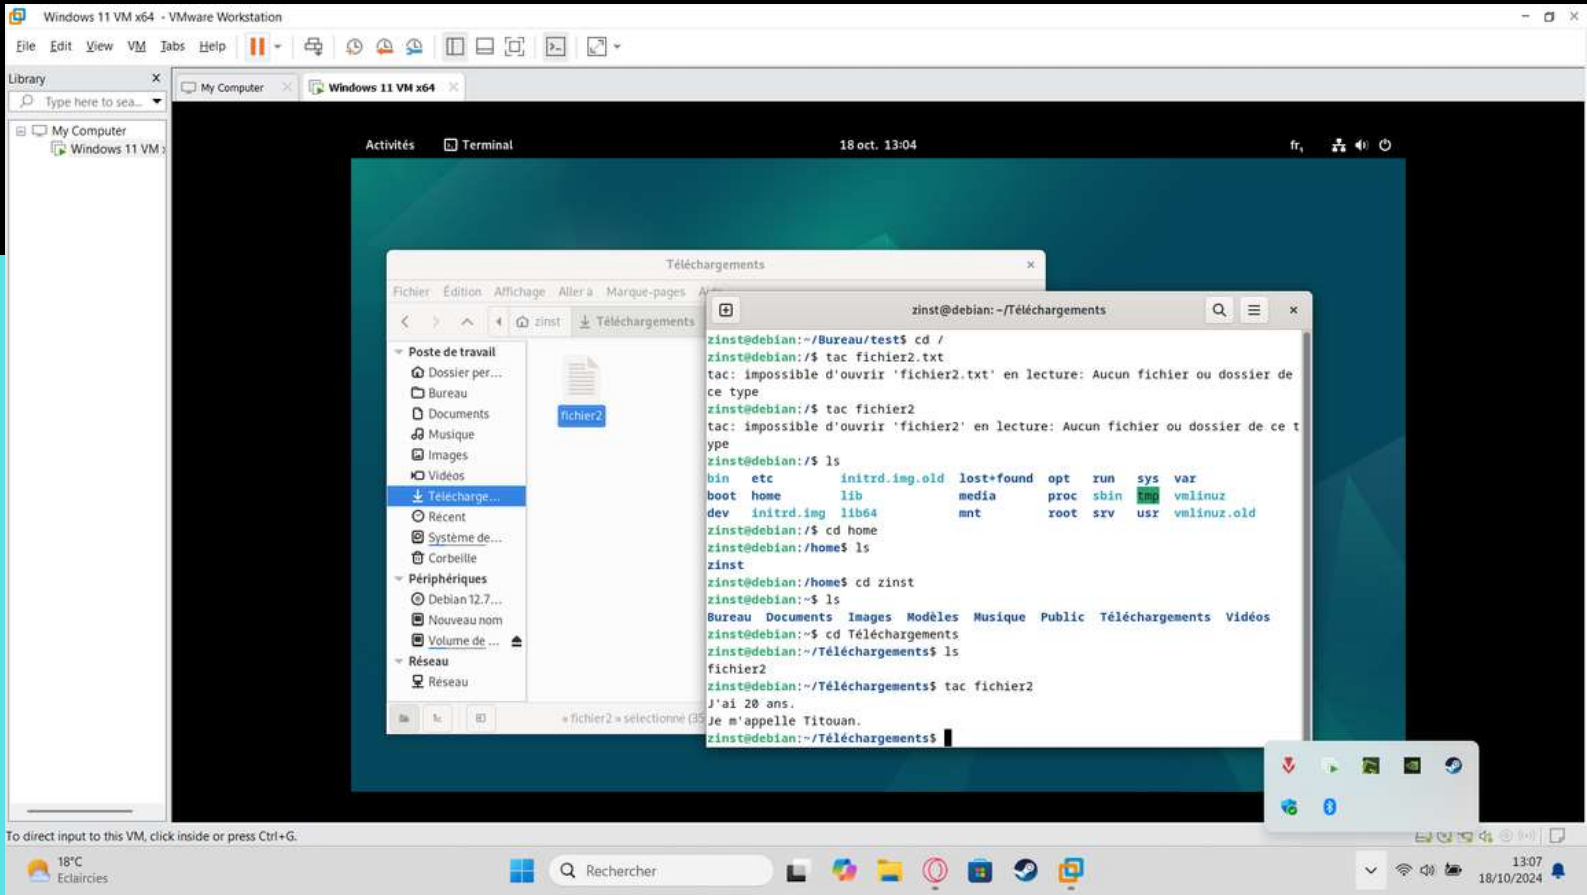 Windows 11 VM x64 - VMware Workstation
File Edit View VM Tabs Help
Library
Type here to sea...
My Computer
Windows 11 VM x64
My Computer
Windows 11 VM
Activités
Terminal
18 oct. 13:04
fr₁
Téléchargements
Fichier Édition Affichage Aller à Marque-pages
zinst Téléchargements
Poste de travail
Dossier per...
Bureau
Documents
Musique
Images
Vidéos
Télécharge...
Récent
Système de...
Corbeille
Périphériques
Debian 12.7...
Nouveau nom
Volume de ...
Réseau
Réseau
fichier2
« fichier2 » sélectionné (35
zinst@debian: ~/Téléchargements
zinst@debian:~/Bureau/test$ cd /
zinst@debian:/$ tac fichier2.txt
tac: impossible d'ouvrir 'fichier2.txt' en lecture: Aucun fichier ou dossier de
ce type
zinst@debian:/$ tac fichier2
tac: impossible d'ouvrir 'fichier2' en lecture: Aucun fichier ou dossier de ce t
ype
zinst@debian:/$ ls
bin etc initrd.img.old lost+found opt run sys var
boot home lib media proc sbin tmp vmlinuz
dev initrd.img lib64 mnt root srv usr vmlinuz.old
zinst@debian:/$ cd home
zinst@debian:/home$ ls
zinst
zinst@debian:/home$ cd zinst
zinst@debian:~$ ls
Bureau Documents Images Modèles Musique Public Téléchargements Vidéos
zinst@debian:~$ cd Téléchargements
zinst@debian:~/Téléchargements$ ls
fichier2
zinst@debian:~/Téléchargements$ tac fichier2
J'ai 20 ans.
Je m'appelle Titouan.
zinst@debian:~/Téléchargements$
To direct input to this VM, click inside or press Ctrl+G.
18°C
Eclaircies
Rechercher
13:07
18/10/2024